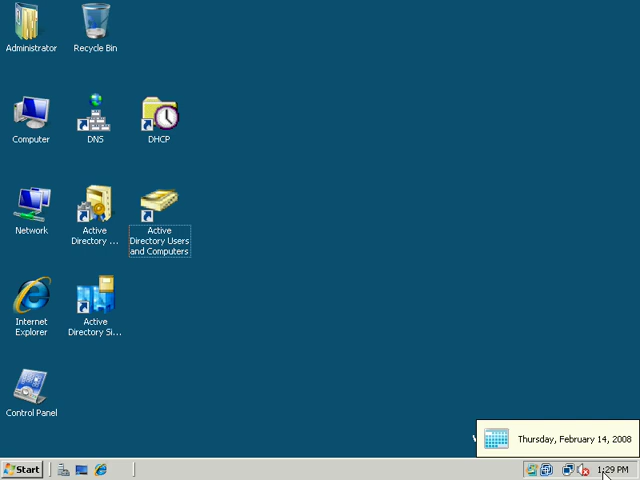 Administrator
Recycle Bin
Computer
DNS
DHCP
Network
Active
Directory ...
Active
Directory Users
and Computers
Internet
Explorer
Active
Directory Si...
Control Panel
Thursday, February 14, 2008
Start
1:29 PM